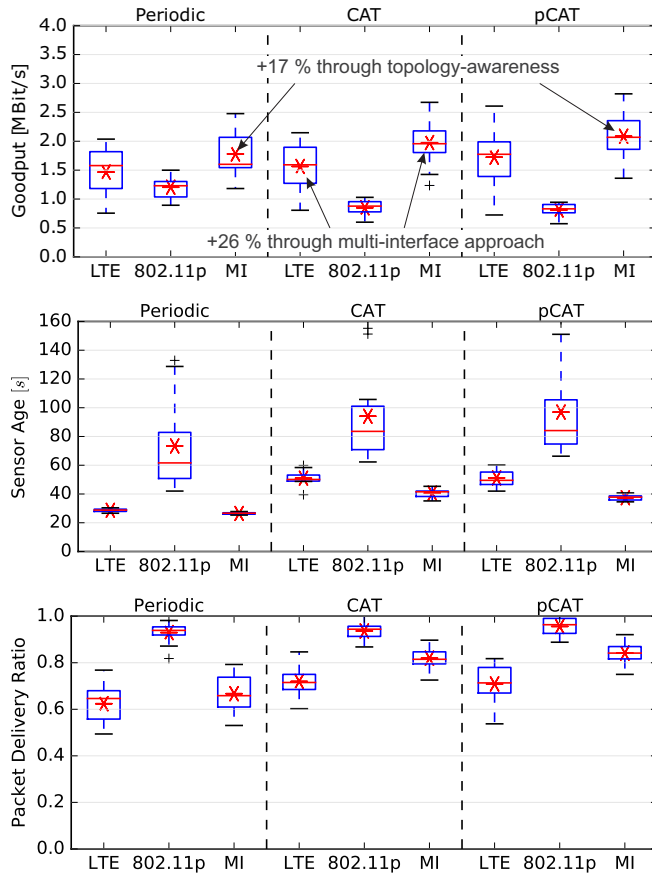 Periodic CAT pCAT
Goodput [MBit/s]
4.0
3.5
3.0
2.5
2.0
1.5
1.0
0.5
0.0
+17 % through topology-awareness
+26 % through multi-interface approach
LTE 802.11p MI LTE 802.11p MI LTE 802.11p MI
Periodic CAT pCAT
Sensor Age [s]
160
140
120
100
80
60
40
20
0
LTE 802.11p MI LTE 802.11p MI LTE 802.11p MI
Periodic CAT pCAT
Packet Delivery Ratio
1.0
0.8
0.6
0.4
0.2
0.0
LTE 802.11p MI LTE 802.11p MI LTE 802.11p MI